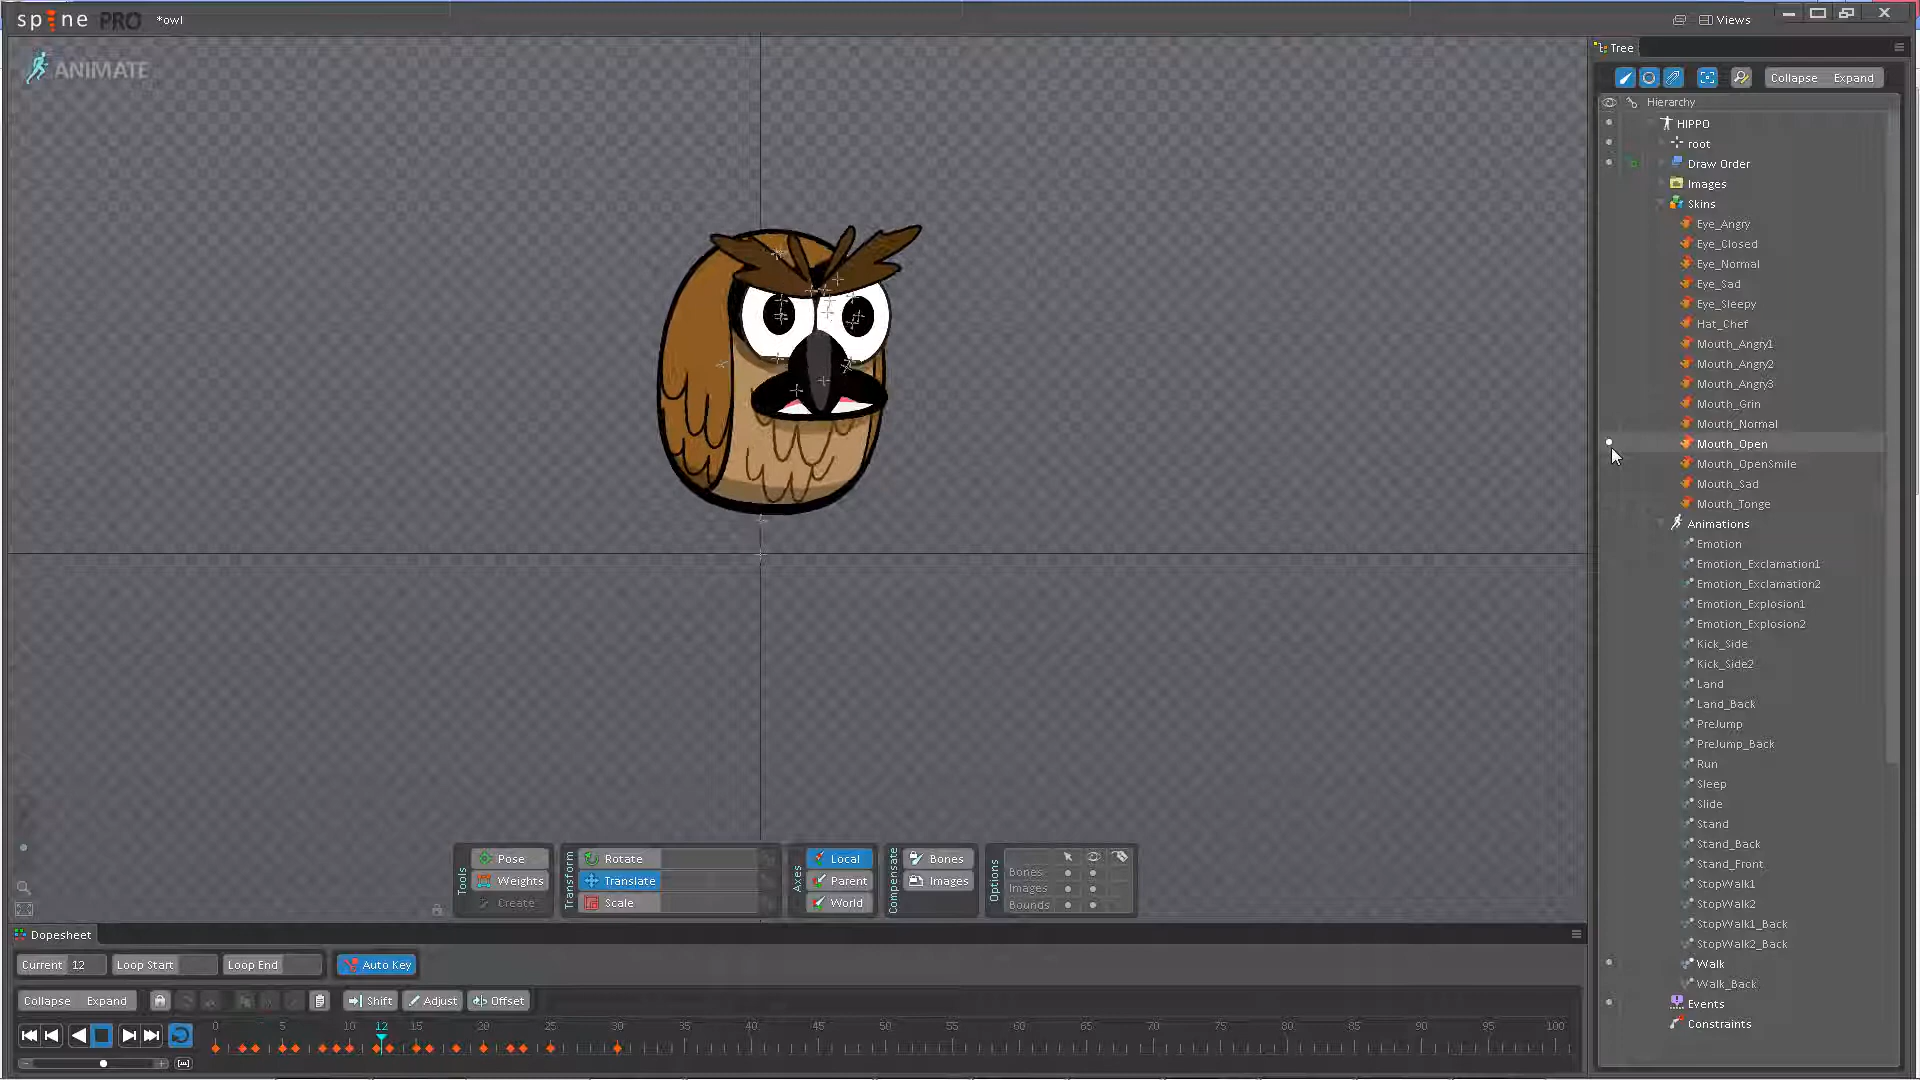 spine PRO *owl
Views
ANIMATE
Tree
Collapse Expand
Hierarchy
HIPPO
root
Draw Order
Images
Skins
Eye_Angry
Eye_Closed
Eye_Normal
Eye_Sad
Eye_Sleepy
Hat_Chef
Mouth_Angry1
Mouth_Angry2
Mouth_Angry3
Mouth_Grin
Mouth_Normal
Mouth_Open
Mouth_OpenSmile
Mouth_Sad
Mouth_Tonge
Animations
Emotion
Emotion_Exclamation1
Emotion_Exclamation2
Emotion_Explosion1
Emotion_Explosion2
Kick_Side
Kick_Side2
Land
Land_Back
PreJump
PreJump_Back
Run
Sleep
Slide
Stand
Stand_Back
Stand_Front
StopWalk1
StopWalk2
StopWalk1_Back
StopWalk2_Back
Walk
Walk_Back
Events
Constraints
Tools
Pose
Weights
Create
Transform
Rotate
Translate
Scale
Axes
Local
Parent
World
Compensate
Bones
Images
Options
Bones
Images
Bounds
Dopesheet
Current 12 Loop Start Loop End Auto Key
Collapse Expand Shift Adjust Offset
0 5 10 12 15 20 25 30 35 40 45 50 55 60 65 70 75 80 85 90 95 100